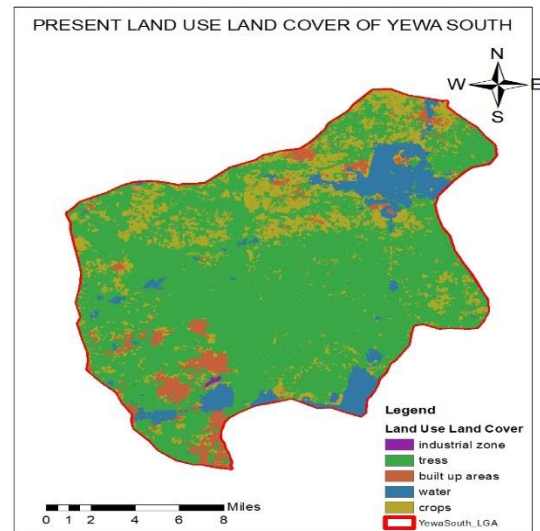 PRESENT LAND USE LAND COVER OF YEWA SOUTH
N
W E
S
Legend
Land Use Land Cover
industrial zone
tress
built up areas
water
crops
YewaSouth_LGA
Miles
0 1 2 4 6 8